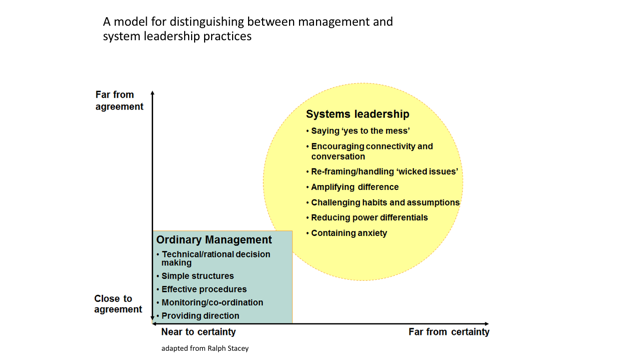 A model for distinguishing between management and
system leadership practices
Far from
agreement
Systems leadership
• Saying ‘yes to the mess’
• Encouraging connectivity and
conversation
• Re-framing/handling ‘wicked issues’
• Amplifying difference
• Challenging habits and assumptions
• Reducing power differentials
• Containing anxiety
Ordinary Management
• Technical/rational decision
making
• Simple structures
• Effective procedures
• Monitoring/co-ordination
• Providing direction
Close to
agreement
Near to certainty
Far from certainty
adapted from Ralph Stacey